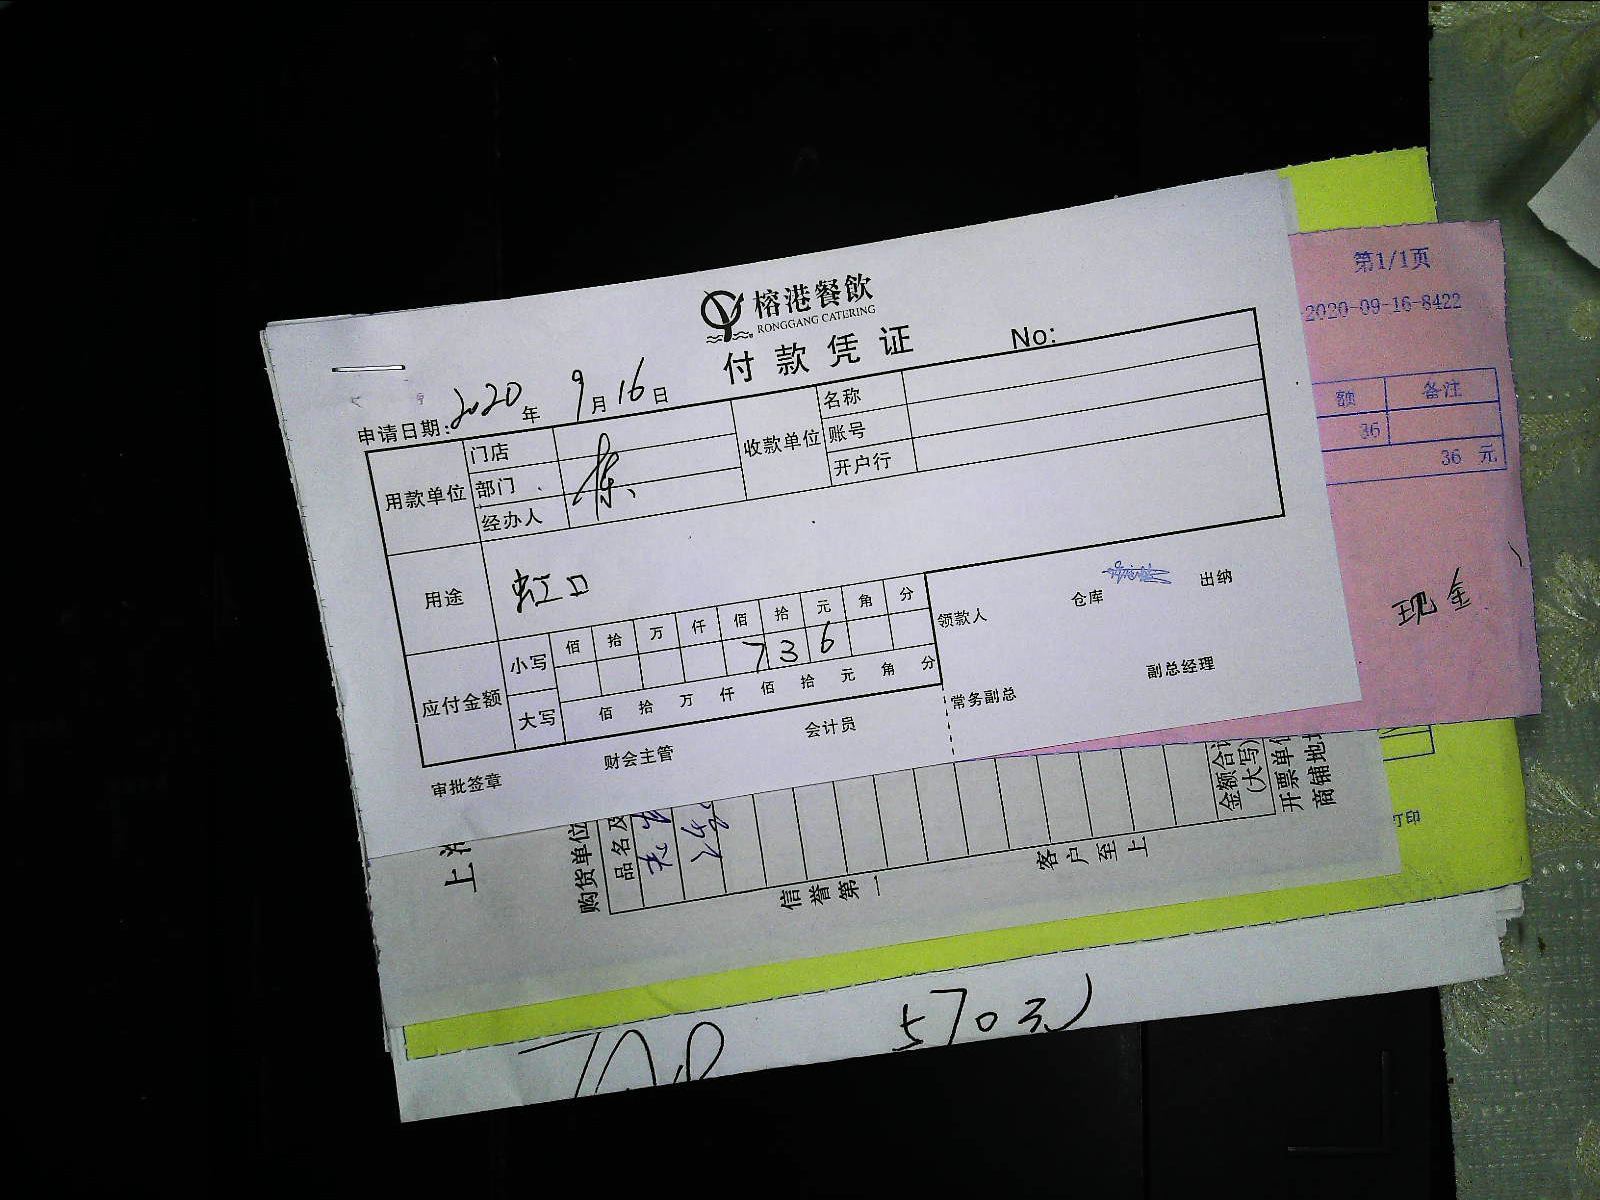 榕港餐飲
RONGGANG CATERING
付款凭证
No:
申请日期: 2020 年 9 月 16 日
用款单位
门店
部门
经办人
收款单位
名称
账号
开户行
用途
虹口
应付金额
小写
佰 拾 万 仟 佰 拾 元 角 分
7 3 6
大写
佰 拾 万 仟 佰 拾 元 角 分
领款人
仓库
出纳
常务副总
副总经理
审批签章
财会主管
会计员
第1/1页
2020-09-16-8422
额
备注
36
36 元
现金
购货单位
品名及
金额合计
(大写)
开票单位
商铺地址
信誉第一
客户至上
打印